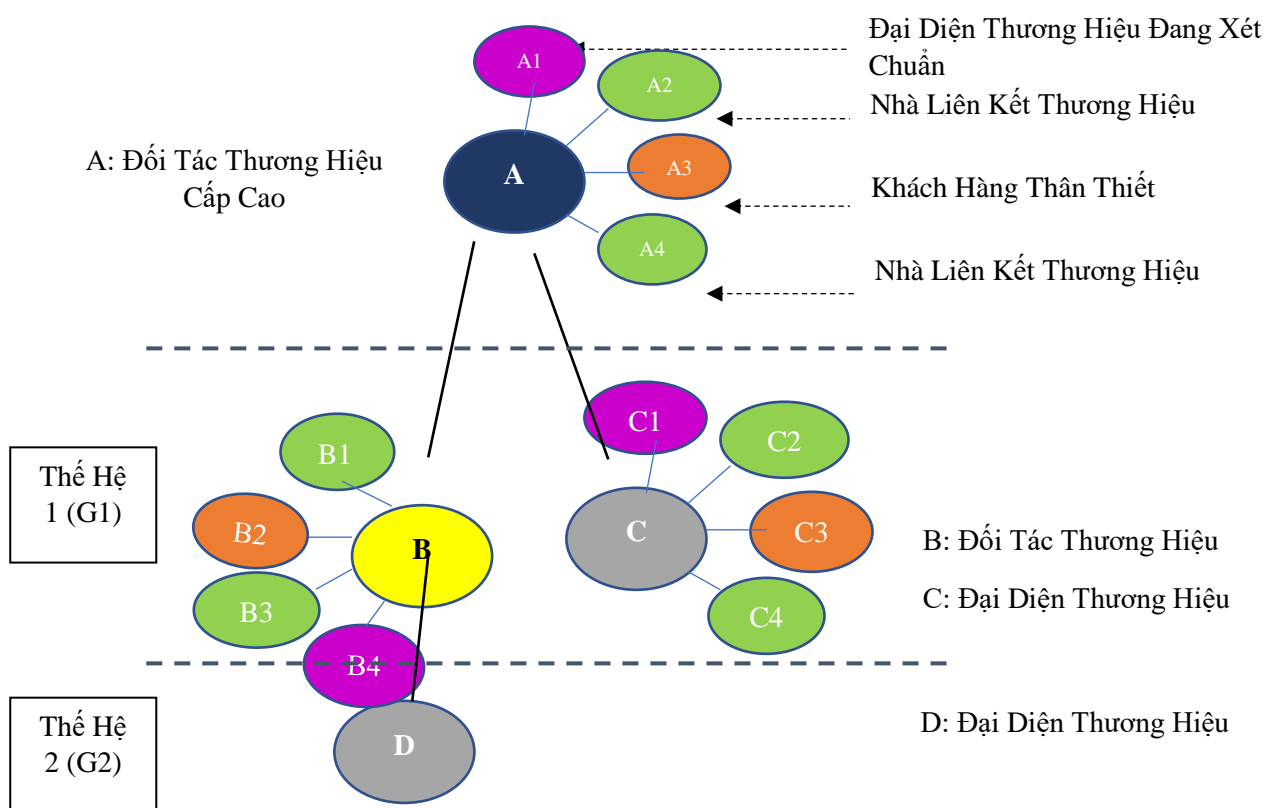 Đại Diện Thương Hiệu Đang Xét
Chuẩn
A1
A2
Nhà Liên Kết Thương Hiệu
A: Đối Tác Thương Hiệu
Cấp Cao
A
A3
Khách Hàng Thân Thiết
A4
Nhà Liên Kết Thương Hiệu
Thế Hệ
1 (G1)
B1
B2
B
B3
B4
C1
C2
C
C3
C4
B: Đối Tác Thương Hiệu
C: Đại Diện Thương Hiệu
Thế Hệ
2 (G2)
D
D: Đại Diện Thương Hiệu